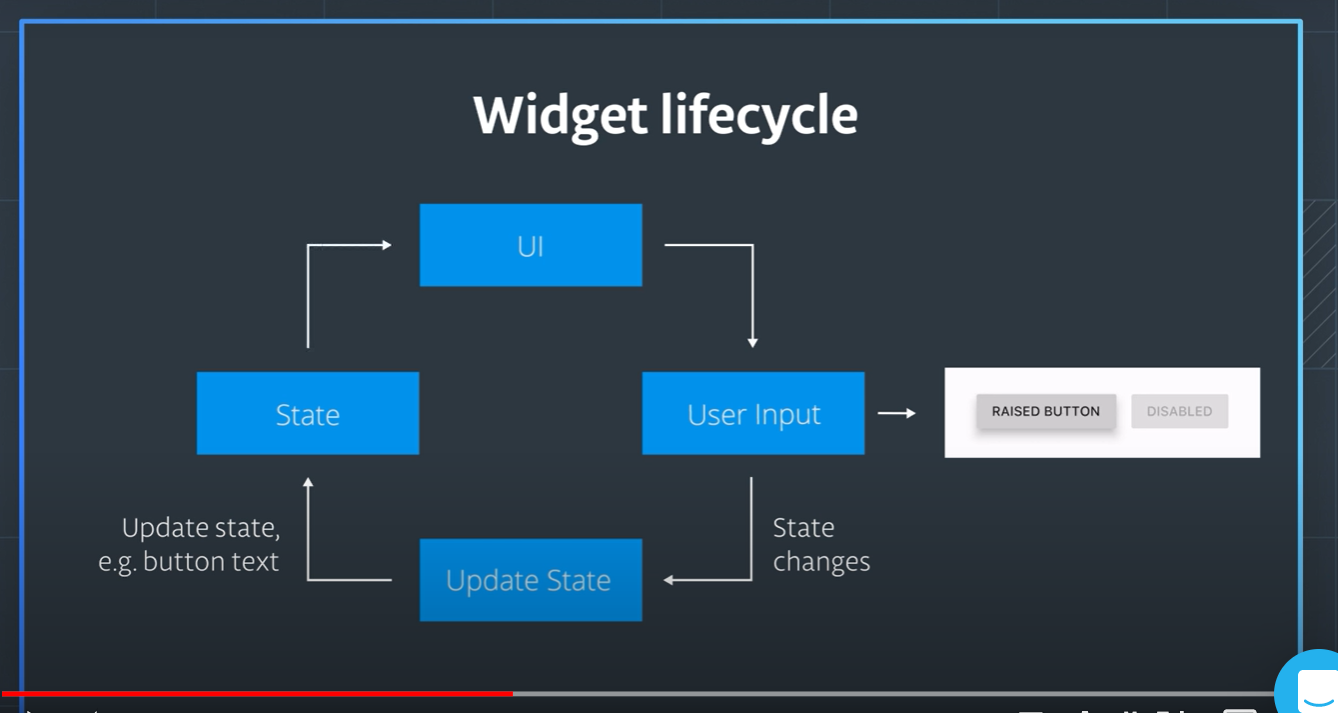 Widget lifecycle
UI
State
User Input
RAISED BUTTON
DISABLED
Update state,
e.g. button text
State
changes
Update State